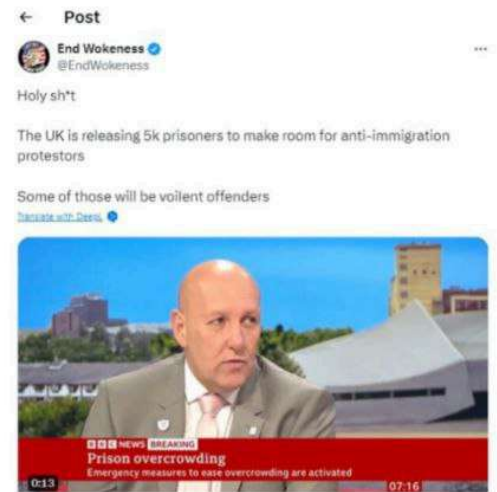 Post
End Wokeness
@EndWokeness
Holy sh*t
The UK is releasing 5k prisoners to make room for anti-immigration
protestors
Some of those will be voilent offenders
Translate with DeepL
BBC NEWS BREAKING
Prison overcrowding
Emergency measures to ease overcrowding are activated
0:13
07:16